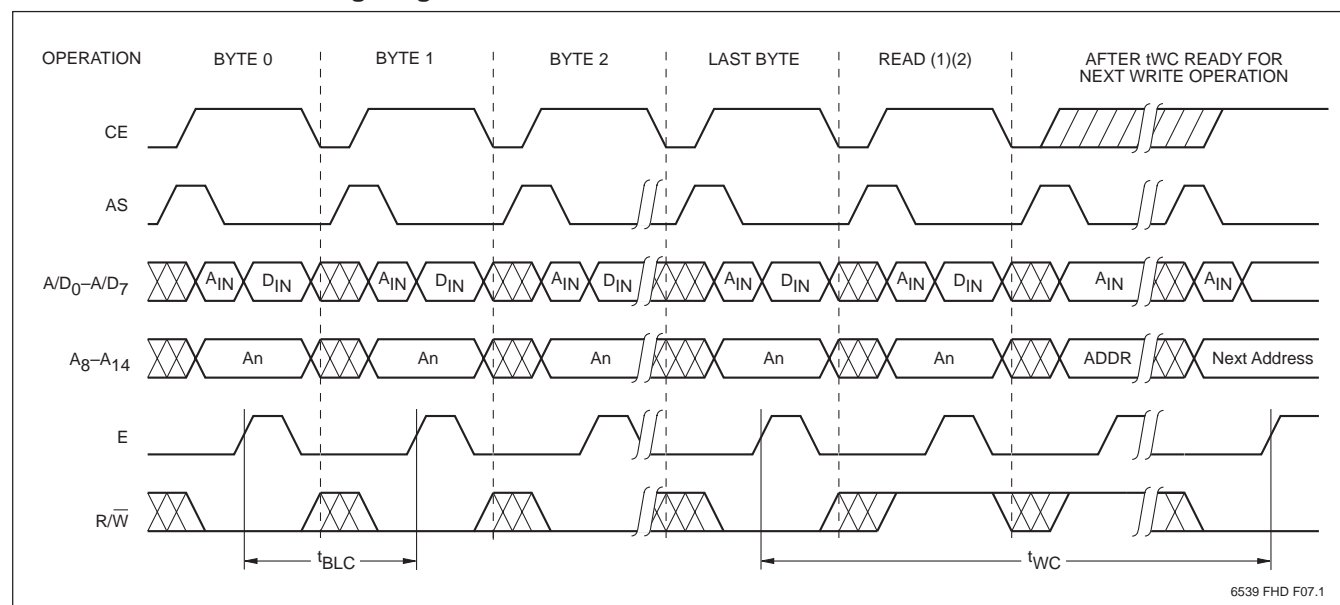 OPERATION BYTE 0 BYTE 1 BYTE 2 LAST BYTE READ (1)(2) AFTER tWC READY FOR
NEXT WRITE OPERATION
CE
AS
A/D0–A/D7 AIN DIN AIN DIN AIN DIN AIN DIN AIN DIN AIN AIN
A8–A14 An An An An An ADDR Next Address
E
R/W̅
tBLC tWC
6539 FHD F07.1